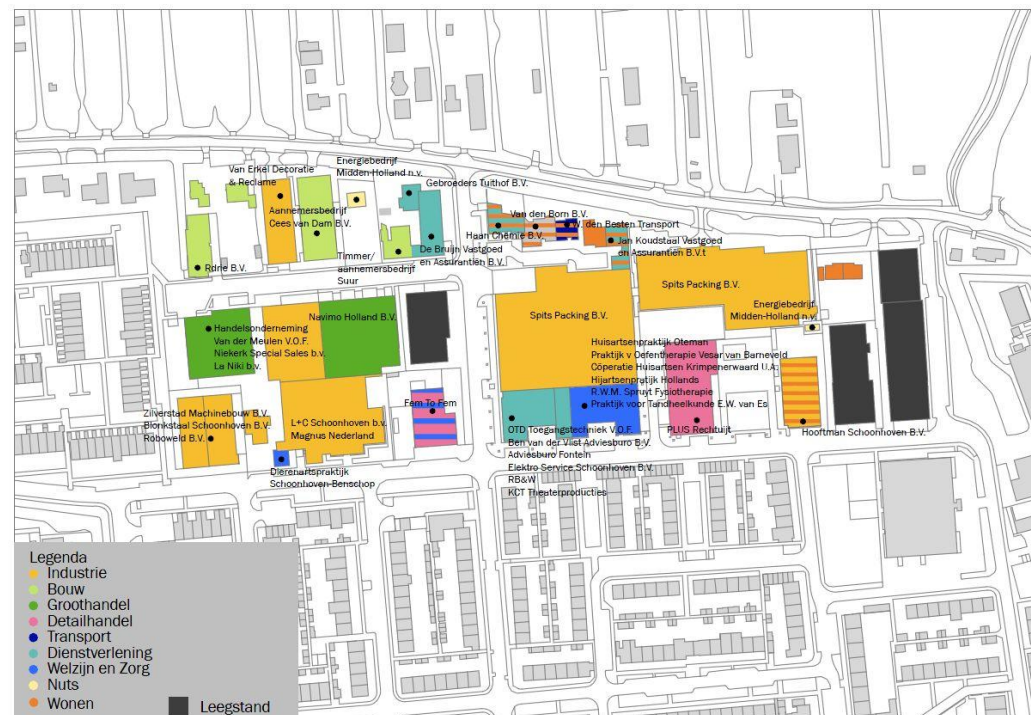 Van Erkel Decoratie
& Reclame
Energiebedrijf
Midden-Holland n.v.
Gebroeders Tuithof B.V.
Aannemersbedrijf
Cees van Dam B.V.
Van den Born B.V.
W. den Besten Transport
Haan Chemie B.V.
Jan Koudstaal Vastgoed
en Assurantiën B.V.t
De Bruijn Vastgoed
en Assurantiën B.V.
Timmer/
aannemersbedrijf
Suur
Rdne B.V.
Spits Packing B.V.
Energiebedrijf
Midden-Holland n.v.
Navimo Holland B.V.
Spits Packing B.V.
Handelsonderneming
Van der Meulen V.O.F.
Niekerk Special Sales b.v.
La Niki b.v.
Huisartsenpraktijk Oteman
Praktijk v Oefentherapie Vesar van Barneveld
Cöperatie Huisartsen Krimpenerwaard U.A.
Hijartsenpratijk Hollands
R.W.M. Spruyt Fysiotherapie
Praktijk voor Tandheelkunde E.W. van Es
Fem To Fem
Zilverstad Machinebouw B.V.
Blonkstaal Schoonhoven B.V.
Roboweld B.V.
L+C Schoonhoven b.v.
Magnus Nederland
OTD Toegangstechniek V.O.F.
Ben van der Vlist Adviesburo B.V.
Adviesburo Fontein
Elektro Service Schoonhoven B.V.
RB&W
KCT Theaterproducties
PLUS Rechtuijt
Hooftman Schoonhoven B.V.
Dierenartspraktijk
Schoonhoven-Benschop
Legenda
Industrie
Bouw
Groothandel
Detailhandel
Transport
Dienstverlening
Welzijn en Zorg
Nuts
Wonen
Leegstand